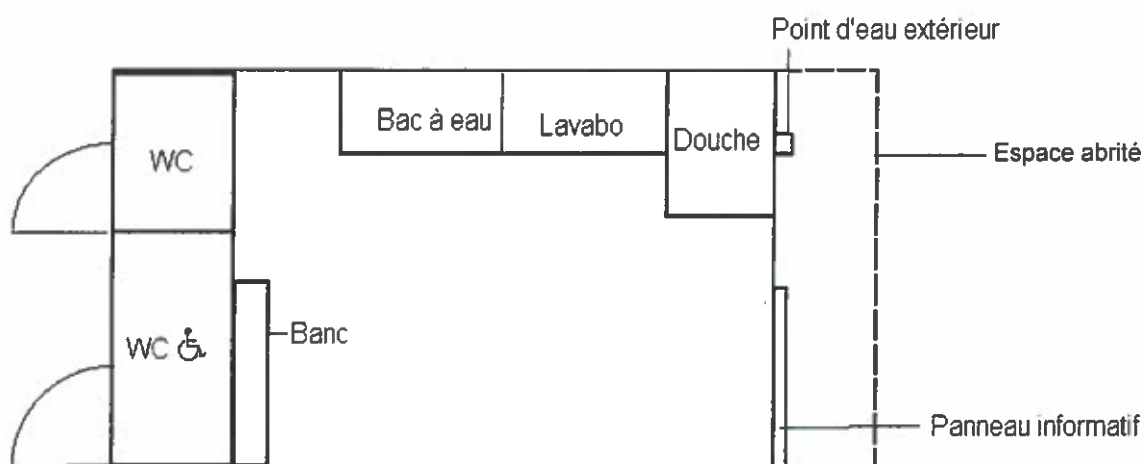 Point d'eau extérieur
Bac à eau
Lavabo
Douche
Espace abrité
WC
Banc
WC
Panneau informatif